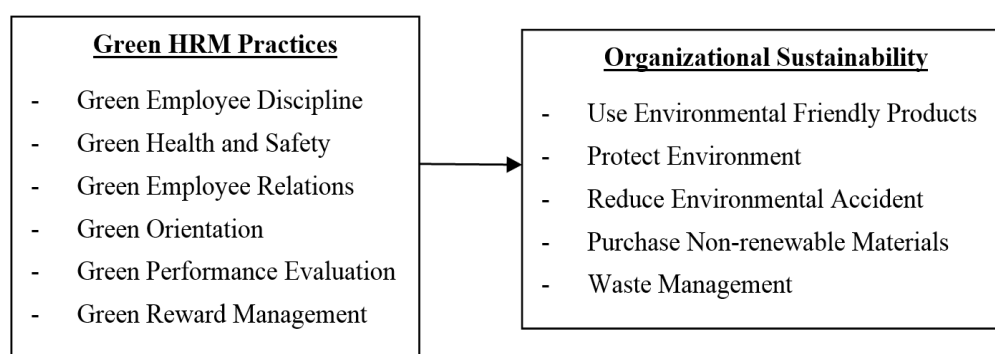 Green HRM Practices
- Green Employee Discipline
- Green Health and Safety
- Green Employee Relations
- Green Orientation
- Green Performance Evaluation
- Green Reward Management
Organizational Sustainability
- Use Environmental Friendly Products
- Protect Environment
- Reduce Environmental Accident
- Purchase Non-renewable Materials
- Waste Management